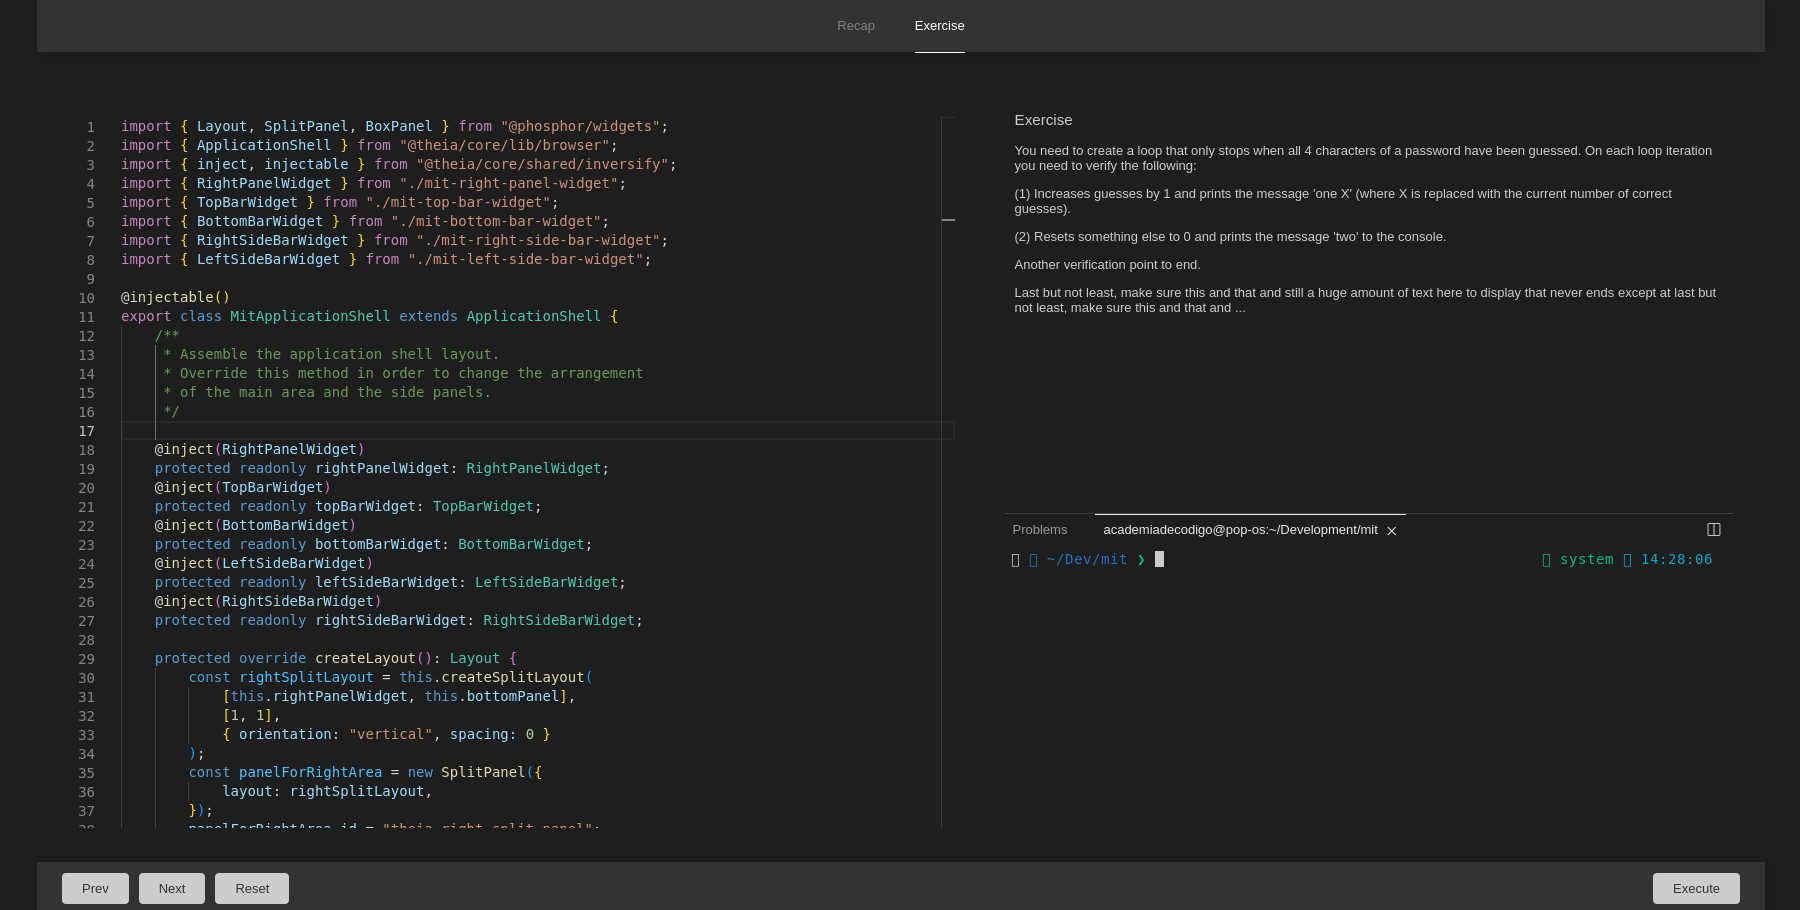 Recap Exercise
1 import { Layout, SplitPanel, BoxPanel } from "@phosphor/widgets";
2 import { ApplicationShell } from "@theia/core/lib/browser";
3 import { inject, injectable } from "@theia/core/shared/inversify";
4 import { RightPanelWidget } from "./mit-right-panel-widget";
5 import { TopBarWidget } from "./mit-top-bar-widget";
6 import { BottomBarWidget } from "./mit-bottom-bar-widget";
7 import { RightSideBarWidget } from "./mit-right-side-bar-widget";
8 import { LeftSideBarWidget } from "./mit-left-side-bar-widget";
9
10 @injectable()
11 export class MitApplicationShell extends ApplicationShell {
12     /**
13      * Assemble the application shell layout.
14      * Override this method in order to change the arrangement
15      * of the main area and the side panels.
16      */
17
18     @inject(RightPanelWidget)
19     protected readonly rightPanelWidget: RightPanelWidget;
20     @inject(TopBarWidget)
21     protected readonly topBarWidget: TopBarWidget;
22     @inject(BottomBarWidget)
23     protected readonly bottomBarWidget: BottomBarWidget;
24     @inject(LeftSideBarWidget)
25     protected readonly leftSideBarWidget: LeftSideBarWidget;
26     @inject(RightSideBarWidget)
27     protected readonly rightSideBarWidget: RightSideBarWidget;
28
29     protected override createLayout(): Layout {
30         const rightSplitLayout = this.createSplitLayout(
31             [this.rightPanelWidget, this.bottomPanel],
32             [1, 1],
33             { orientation: "vertical", spacing: 0 }
34         );
35         const panelForRightArea = new SplitPanel({
36             layout: rightSplitLayout,
37         });
38         panelForRightArea.id = "theia-right-split-panel";
Exercise
You need to create a loop that only stops when all 4 characters of a password have been guessed. On each loop iteration
you need to verify the following:
(1) Increases guesses by 1 and prints the message 'one X' (where X is replaced with the current number of correct
guesses).
(2) Resets something else to 0 and prints the message 'two' to the console.
Another verification point to end.
Last but not least, make sure this and that and still a huge amount of text here to display that never ends except at last but
not least, make sure this and that and ...
Problems academiadecodigo@pop-os:~/Development/mit
~/Dev/mit ❯ system 14:28:06
Prev Next Reset Execute